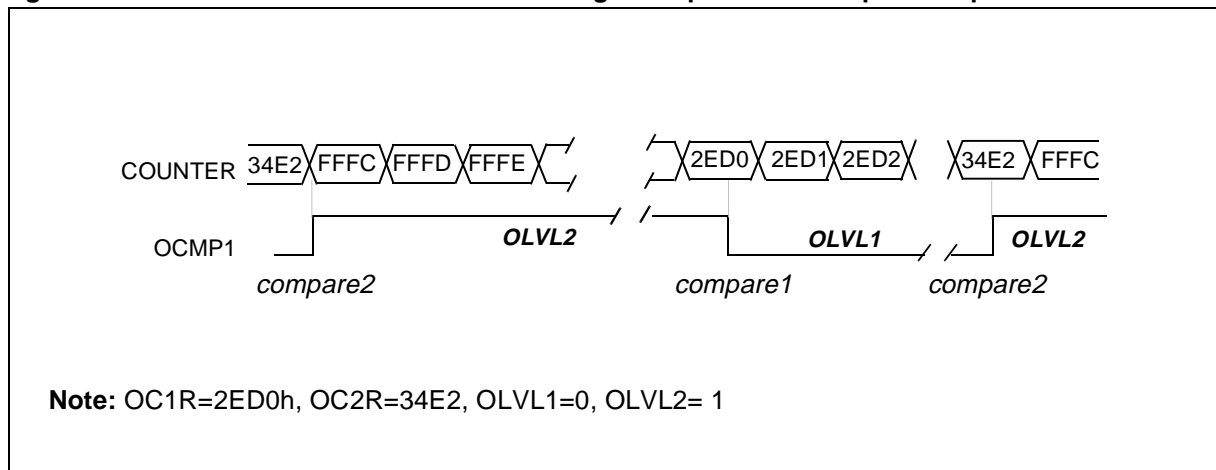 COUNTER 34E2 FFFC FFFD FFFE 2ED0 2ED1 2ED2 34E2 FFFC
OCMP1 OLVL2 OLVL1 OLVL2
compare2 compare1 compare2
Note: OC1R=2ED0h, OC2R=34E2, OLVL1=0, OLVL2= 1